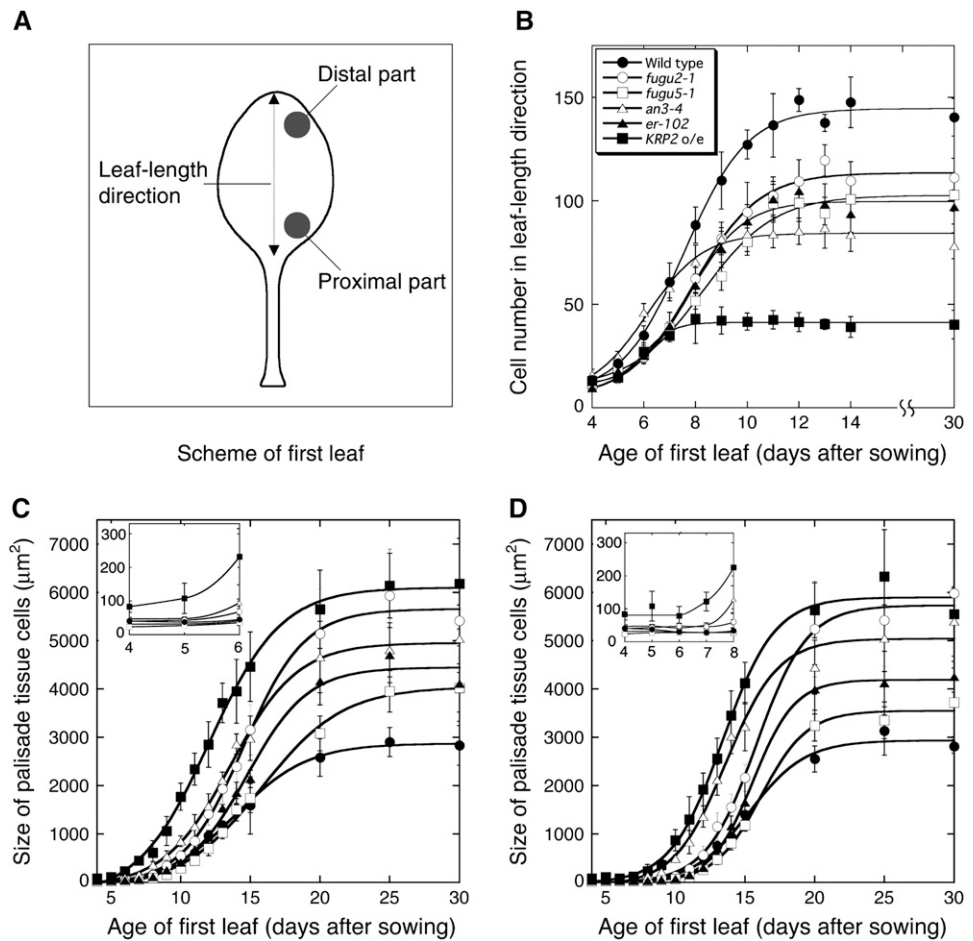 A
Distal part
Leaf-length
direction
Proximal part
Scheme of first leaf
B
Cell number in leaf-length direction
150
100
50
0
Wild type
fugu2-1
fugu5-1
an3-4
er-102
KRP2 o/e
4 6 8 10 12 14 30
Age of first leaf (days after sowing)
C
Size of palisade tissue cells (μm²)
7000
6000
5000
4000
3000
2000
1000
0
300
200
100
0
4 5 6
5 10 15 20 25 30
Age of first leaf (days after sowing)
D
Size of palisade tissue cells (μm²)
7000
6000
5000
4000
3000
2000
1000
0
300
200
100
0
4 5 6 7 8
5 10 15 20 25 30
Age of first leaf (days after sowing)